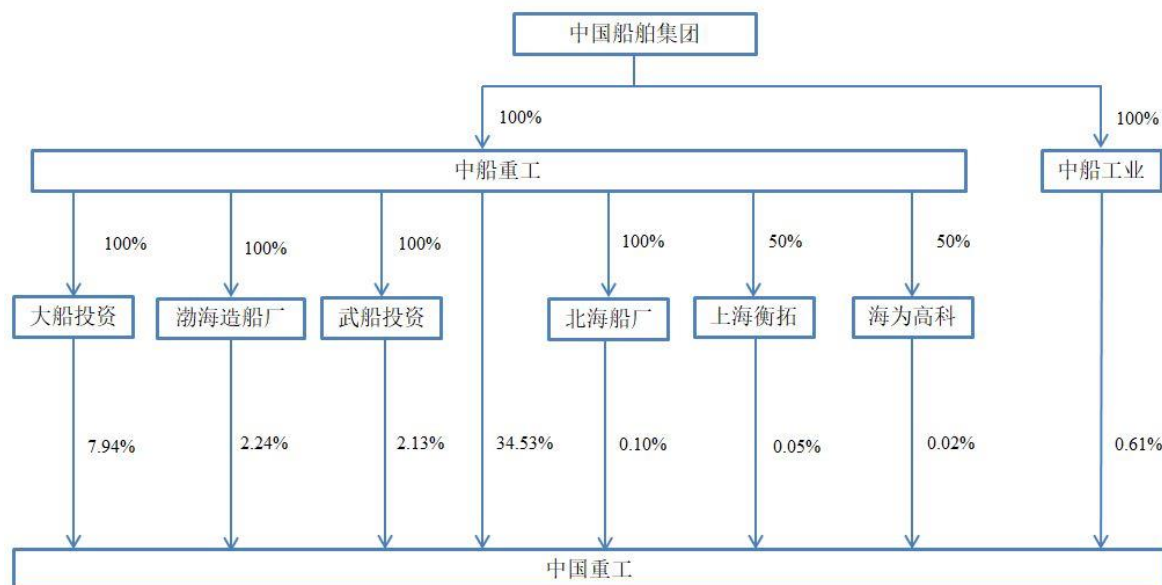 中国船舶集团
100%
100%
中船重工
中船工业
100%
100%
100%
100%
50%
50%
大船投资
渤海造船厂
武船投资
北海船厂
上海衡拓
海为高科
7.94%
2.24%
2.13%
34.53%
0.10%
0.05%
0.02%
0.61%
中国重工